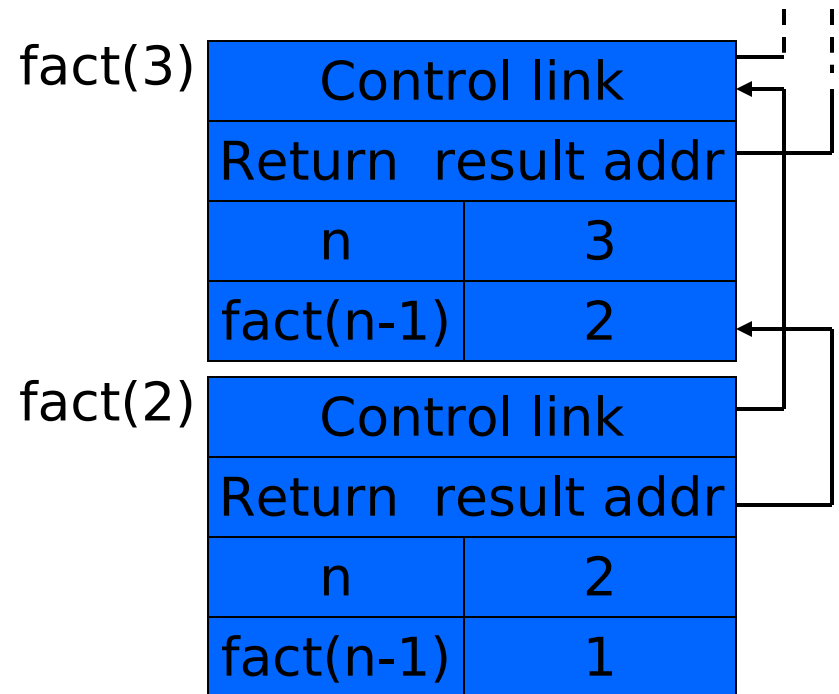 fact(3)
Control link
Return result addr
n 3
fact(n-1) 2
fact(2)
Control link
Return result addr
n 2
fact(n-1) 1